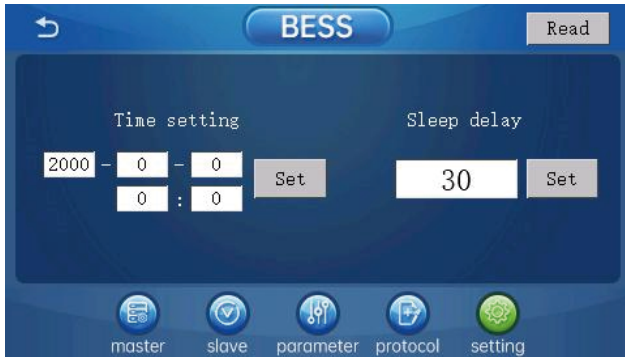 BESS
Read
Time setting
Sleep delay
2000 - 0 - 0
0 : 0
Set
30
Set
master
slave
parameter
protocol
setting